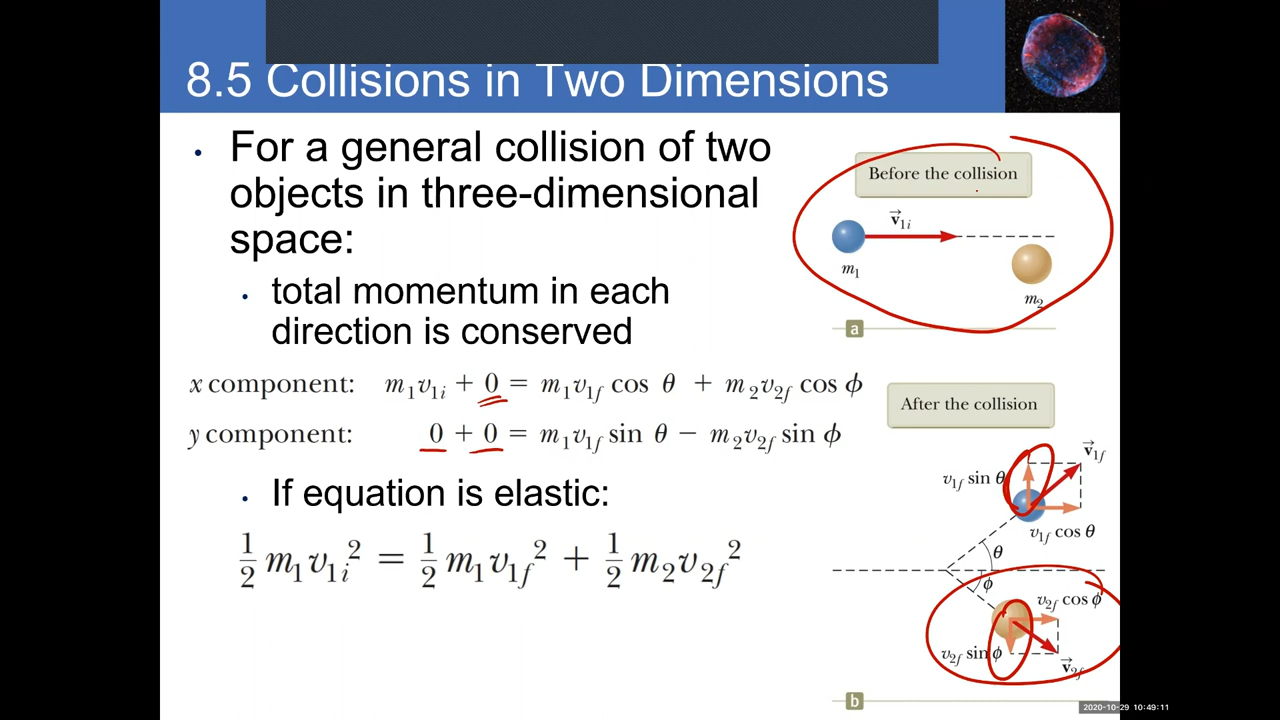 8.5 Collisions in Two Dimensions
• For a general collision of two
objects in three-dimensional
space:
• total momentum in each
direction is conserved
x component: m₁v₁ᵢ + 0 = m₁v₁f cos θ + m₂v₂f cos ϕ
y component: 0 + 0 = m₁v₁f sin θ − m₂v₂f sin ϕ
• If equation is elastic:
½ m₁v₁ᵢ² = ½ m₁v₁f² + ½ m₂v₂f²
Before the collision
v⃗₁ᵢ
m₁
m₂
a
After the collision
v⃗₁f
v₁f sin θ
v₁f cos θ
θ
ϕ
v₂f cos ϕ
v₂f sin ϕ
v⃗₂f
b
2020-10-29 10:49:11